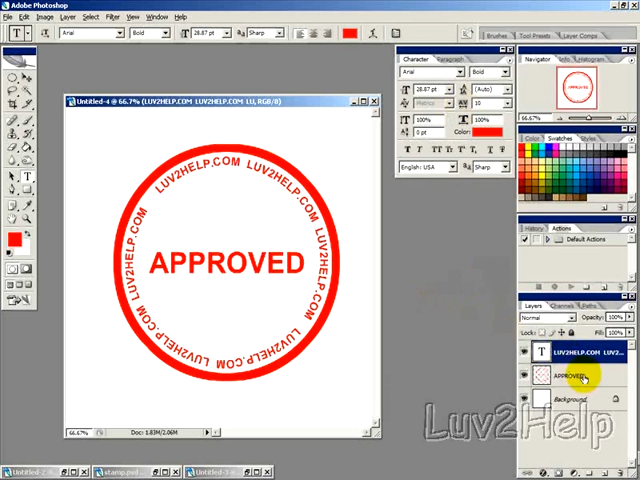 Adobe Photoshop
File Edit Image Layer Select Filter View Window Help
T Arial Bold 28.87 pt Sharp
Brushes Tool Presets Layer Comps
Untitled-4 @ 66.7% (LUV2HELP.COM LUV2HELP.COM LU, RGB/8)
LUV2HELP.COM LUV2HELP.COM LUV2HELP.COM LUV2HELP.COM LUV2HELP.COM LUV2HELP.COM LUV2HELP.COM
APPROVED
66.67% Doc: 1.83M/2.06M
Character Paragraph
Arial Bold
28.87 pt (Auto)
Metrics 10
100% 100%
0 pt Color:
English: USA Sharp
Navigator Info Histogram
APPROVED
66.67%
Color Swatches Styles
History Actions
Default Actions
Layers Channels Paths
Normal Opacity: 100%
Lock: Fill: 100%
T LUV2HELP.COM LUV2...
APPROVED
Background
Luv2Help
Untitled-2 stamp.psd Untitled-3